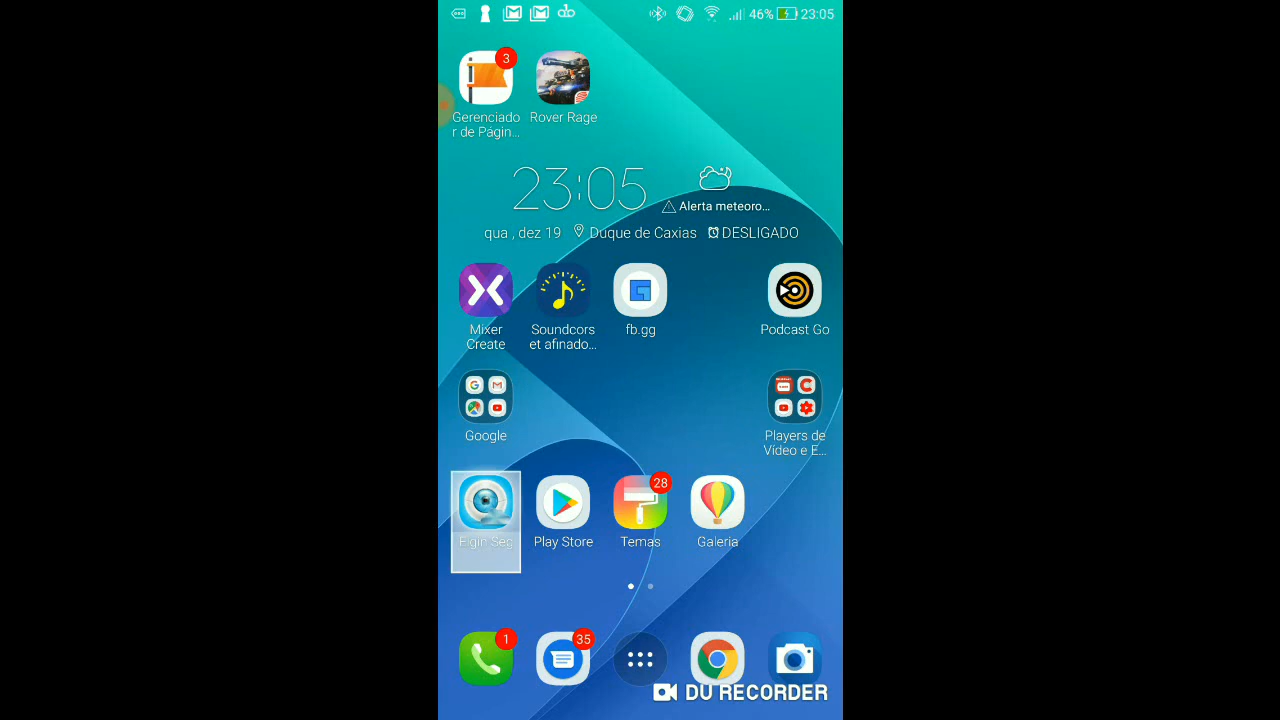 46% 23:05
3
Gerenciado
r de Págin...
Rover Rage
23:05
Alerta meteoro...
qua , dez 19 Duque de Caxias DESLIGADO
Mixer
Create
Soundcors
et afinado...
fb.gg
Podcast Go
Google
Players de
Vídeo e E...
28
Elgin Seg
Play Store
Temas
Galeria
1
35
DU RECORDER